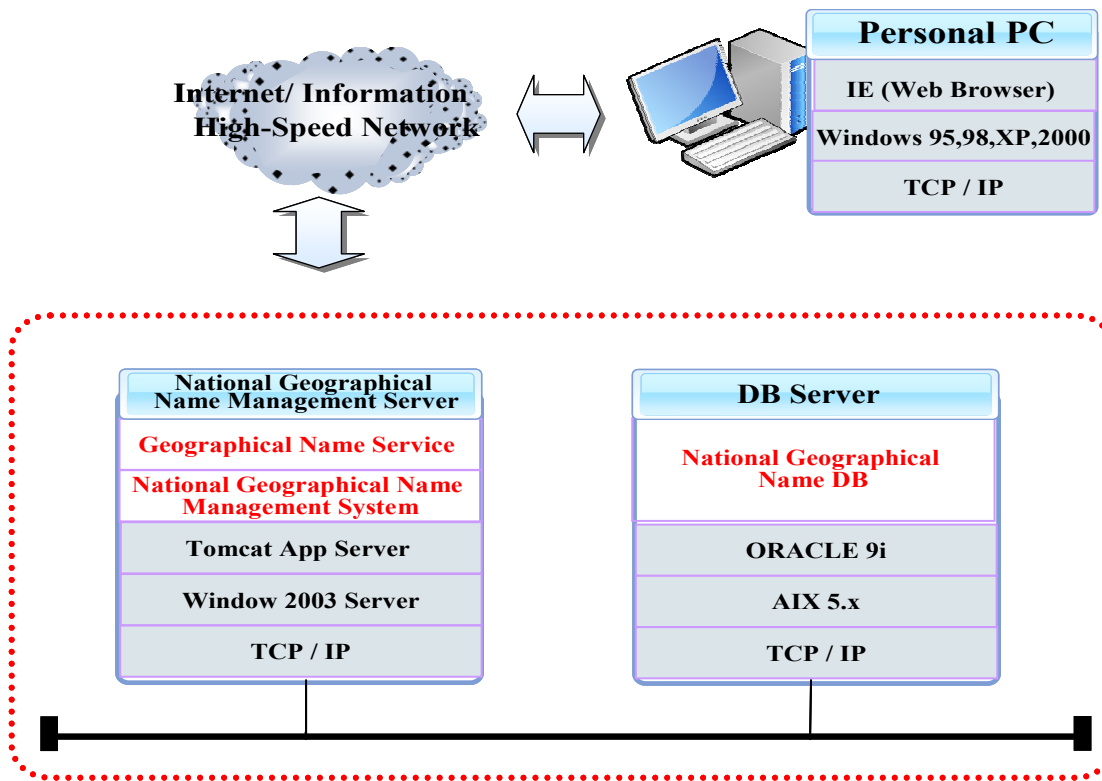 Personal PC
Internet/ Information
High-Speed Network
IE (Web Browser)
Windows 95,98,XP,2000
TCP / IP
National Geographical
Name Management Server
Geographical Name Service
National Geographical Name
Management System
Tomcat App Server
Window 2003 Server
TCP / IP
DB Server
National Geographical
Name DB
ORACLE 9i
AIX 5.x
TCP / IP